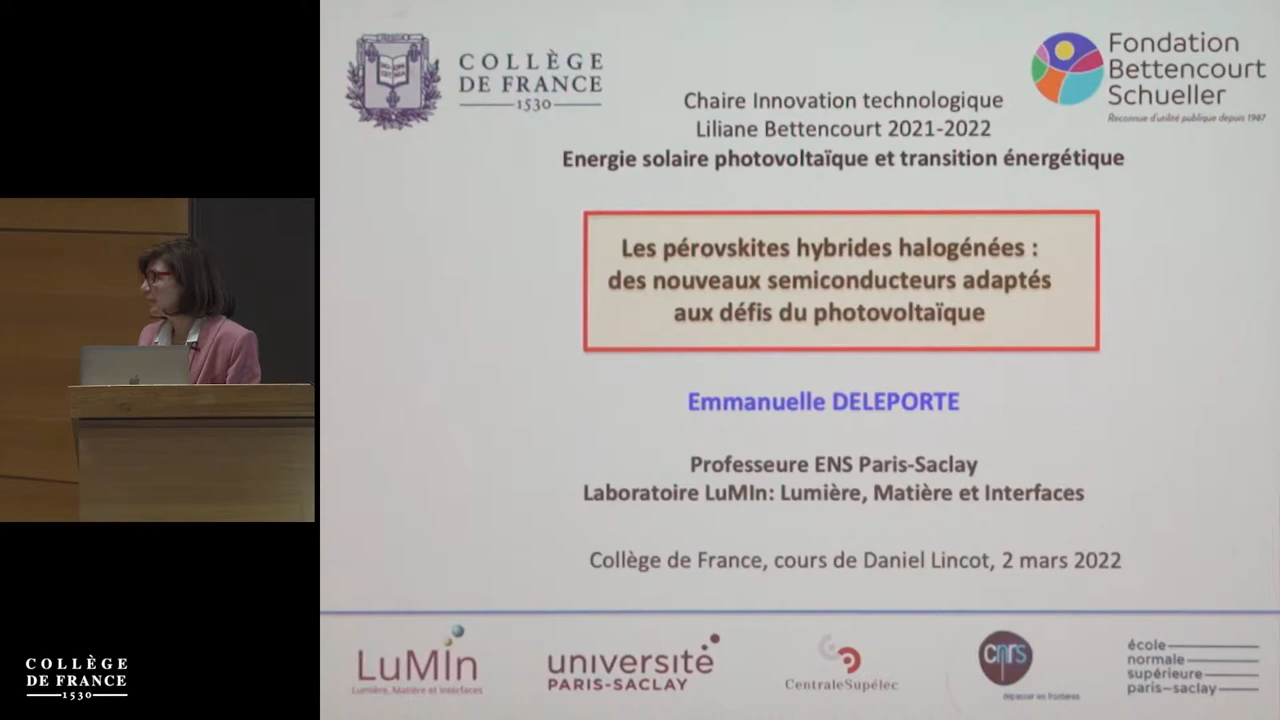 COLLÈGE
DE FRANCE
1530
Fondation
Bettencourt
Schueller
Reconnue d'utilité publique depuis 1987
Chaire Innovation technologique
Liliane Bettencourt 2021-2022
Energie solaire photovoltaïque et transition énergétique
Les pérovskites hybrides halogénées :
des nouveaux semiconducteurs adaptés
aux défis du photovoltaïque
Emmanuelle DELEPORTE
Professeure ENS Paris-Saclay
Laboratoire LuMIn: Lumière, Matière et Interfaces
Collège de France, cours de Daniel Lincot, 2 mars 2022
LuMIn
Lumière, Matière et Interfaces
université
PARIS-SACLAY
CentraleSupélec
cnrs
dépasser les frontières
école
normale
supérieure
paris-saclay
COLLÈGE
DE FRANCE
1530